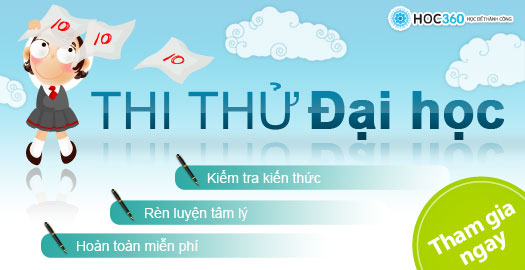 10 10 10
HOC360 HỌC ĐỂ THÀNH CÔNG
THI THỬ Đại học
Kiểm tra kiến thức
Rèn luyện tâm lý
Hoàn toàn miễn phí
Tham gia
ngay